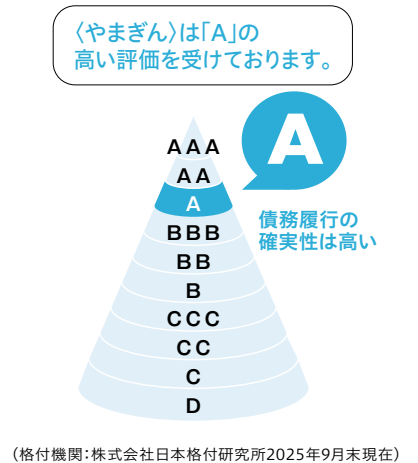 〈やまぎん〉は「A」の
高い評価を受けております。
A
AAA
AA
A
債務履行の
確実性は高い
BBB
BB
B
CCC
CC
C
D
(格付機関:株式会社日本格付研究所2025年9月末現在)